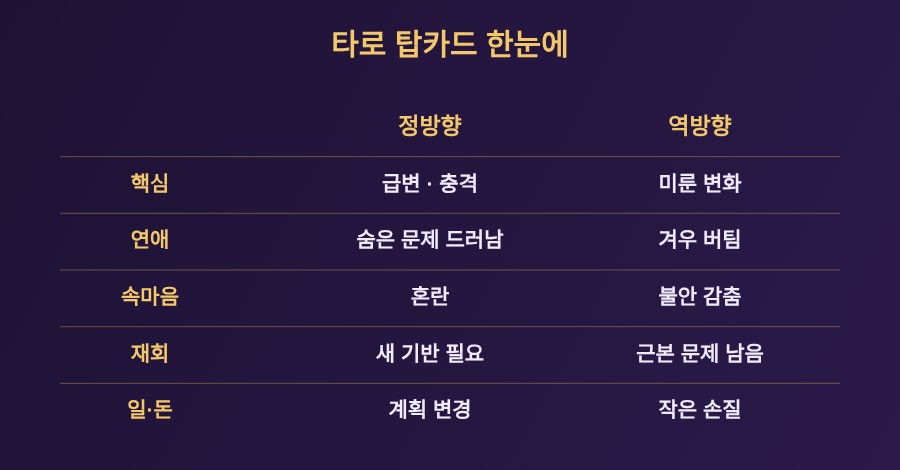 타로 탑카드 한눈에
정방향 역방향
핵심 급변 · 충격 미룬 변화
연애 숨은 문제 드러남 겨우 버팀
속마음 혼란 불안 감춤
재회 새 기반 필요 근본 문제 남음
일·돈 계획 변경 작은 손질